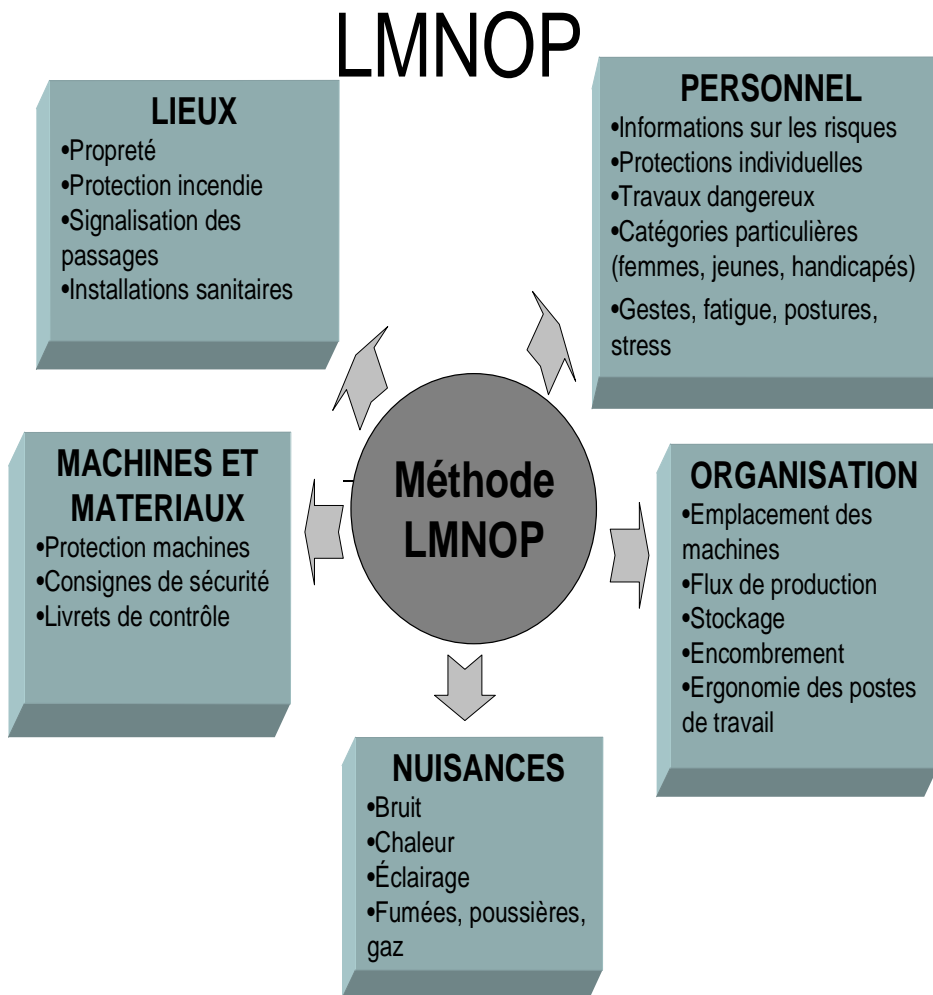 LMNOP
LIEUX
•Propreté
•Protection incendie
•Signalisation des
passages
•Installations sanitaires
PERSONNEL
•Informations sur les risques
•Protections individuelles
•Travaux dangereux
•Catégories particulières
(femmes, jeunes, handicapés)
•Gestes, fatigue, postures,
stress
MACHINES ET
MATERIAUX
•Protection machines
•Consignes de sécurité
•Livrets de contrôle
Méthode
LMNOP
ORGANISATION
•Emplacement des
machines
•Flux de production
•Stockage
•Encombrement
•Ergonomie des postes
de travail
NUISANCES
•Bruit
•Chaleur
•Éclairage
•Fumées, poussières,
gaz